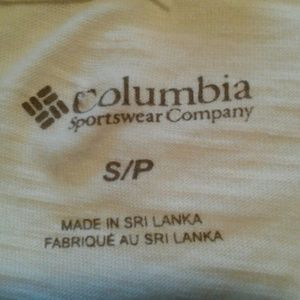 Columbia
Sportswear Company
S/P
MADE IN SRI LANKA
FABRIQUÉ AU SRI LANKA